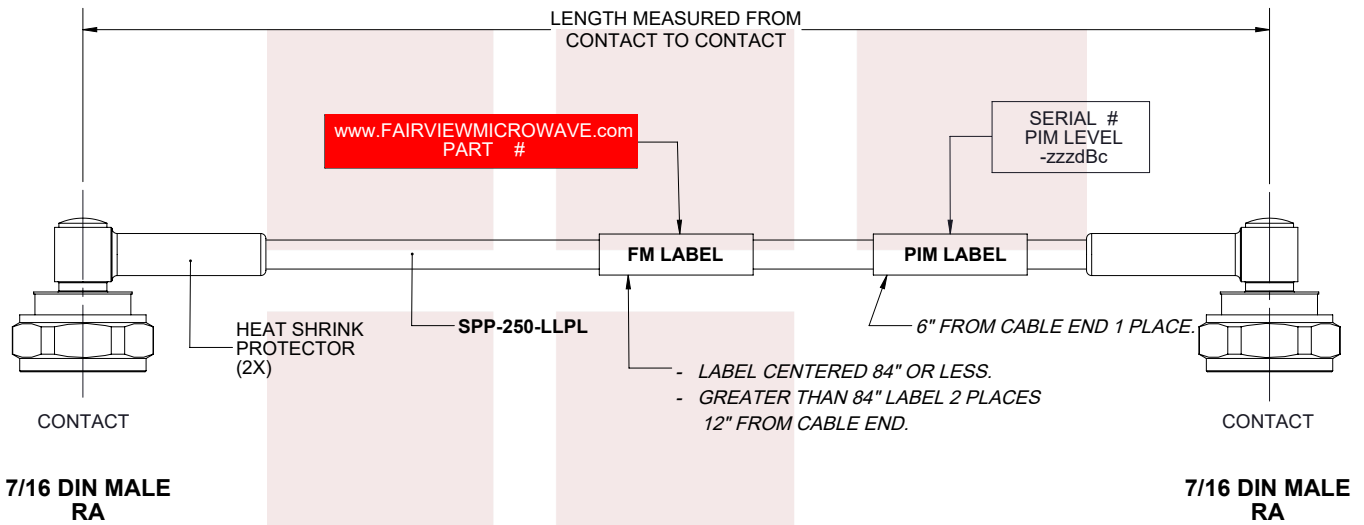 LENGTH MEASURED FROM
CONTACT TO CONTACT
www.FAIRVIEWMICROWAVE.com
PART #
SERIAL #
PIM LEVEL
-zzzdBc
FM LABEL
PIM LABEL
HEAT SHRINK
PROTECTOR
(2X)
SPP-250-LLPL
6" FROM CABLE END 1 PLACE.
- LABEL CENTERED 84" OR LESS.
- GREATER THAN 84" LABEL 2 PLACES
12" FROM CABLE END.
CONTACT
CONTACT
7/16 DIN MALE
RA
7/16 DIN MALE
RA